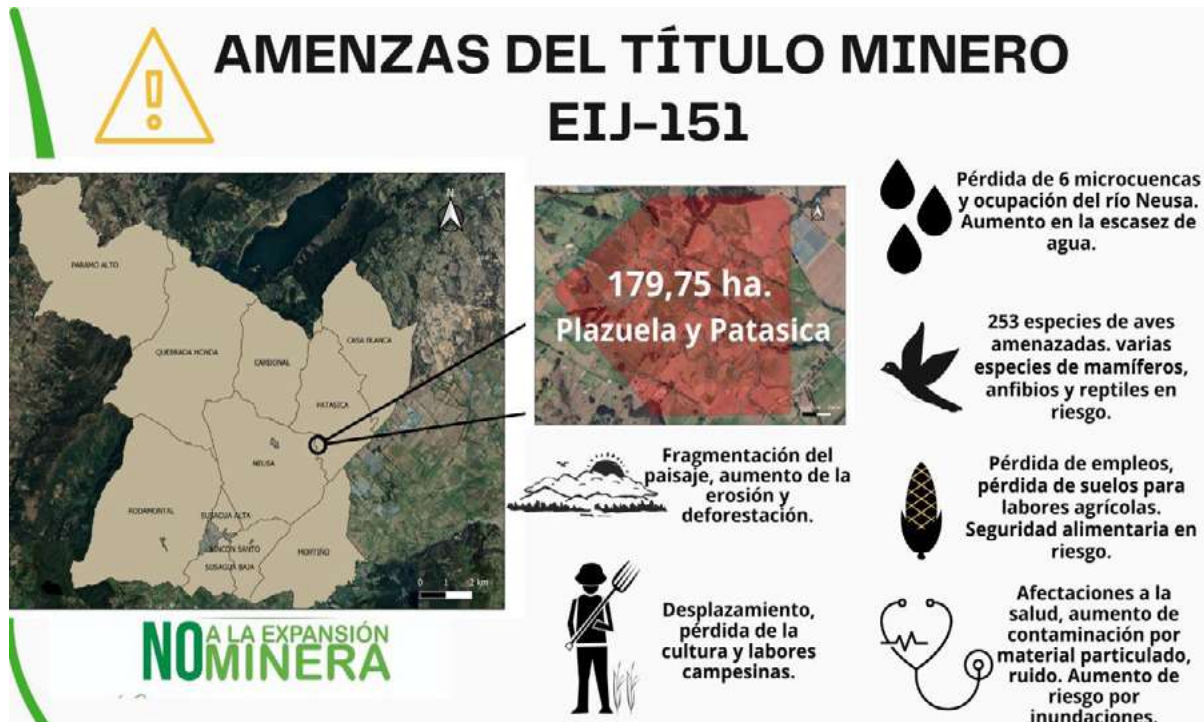 AMENZAS DEL TÍTULO MINERO
EIJ-151
N
PARAMO ALTO
QUEBRADA HONDA
CARDONAL
CASA BLANCA
PATASICA
NEUSA
RODAMONTAL
SUSAGUA ALTA
RINCON SANTO
SUSAGUA BAJA
MORTIÑO
0 1 2 km
NO A LA EXPANSIÓN
MINERA
179,75 ha.
Plazuela y Patasica
Fragmentación del
paisaje, aumento de la
erosión y
deforestación.
Desplazamiento,
pérdida de la
cultura y labores
campesinas.
Pérdida de 6 microcuencas
y ocupación del río Neusa.
Aumento en la escasez de
agua.
253 especies de aves
amenazadas. varias
especies de mamíferos,
anfibios y reptiles en
riesgo.
Pérdida de empleos,
pérdida de suelos para
labores agrícolas.
Seguridad alimentaria en
riesgo.
Afectaciones a la
salud, aumento de
contaminación por
material particulado,
ruido. Aumento de
riesgo por
inundaciones.